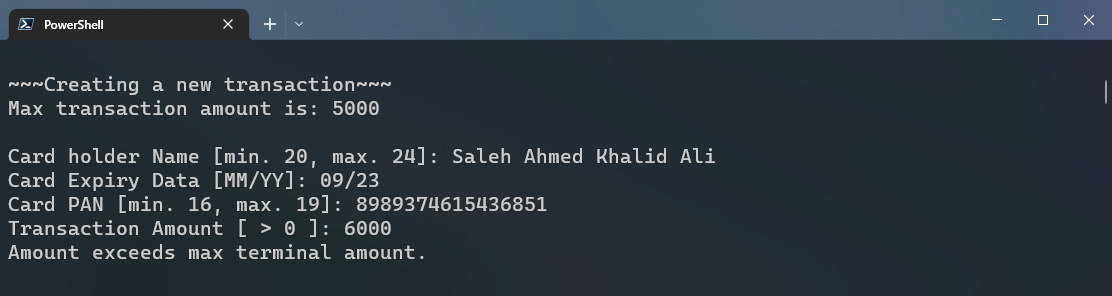 PowerShell
~~~Creating a new transaction~~~
Max transaction amount is: 5000
Card holder Name [min. 20, max. 24]: Saleh Ahmed Khalid Ali
Card Expiry Data [MM/YY]: 09/23
Card PAN [min. 16, max. 19]: 8989374615436851
Transaction Amount [ > 0 ]: 6000
Amount exceeds max terminal amount.